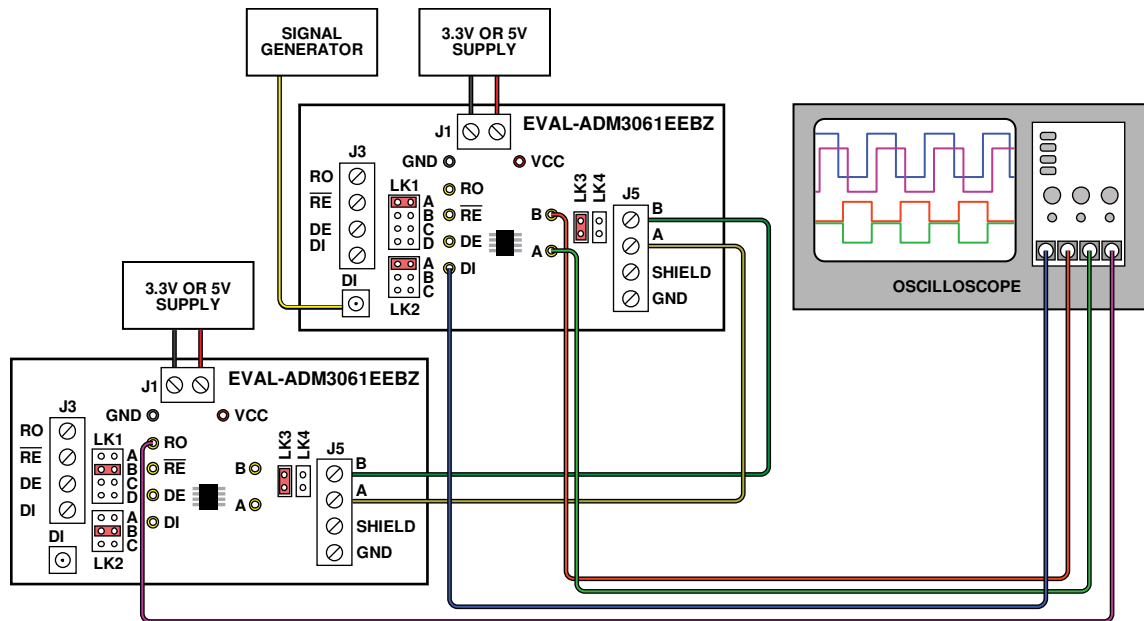 SIGNAL
GENERATOR
3.3V OR 5V
SUPPLY
EVAL-ADM3061EEBZ
J1
GND
VCC
J3
RO
RE
DE
DI
DI
LK1
A
B
C
D
LK2
A
B
C
RO
RE
DE
DI
B
A
LK3
LK4
J5
B
A
SHIELD
GND
OSCILLOSCOPE
3.3V OR 5V
SUPPLY
EVAL-ADM3061EEBZ
J1
GND
VCC
J3
RO
RE
DE
DI
DI
LK1
A
B
C
D
LK2
A
B
C
RO
RE
DE
DI
B
A
LK3
LK4
J5
B
A
SHIELD
GND